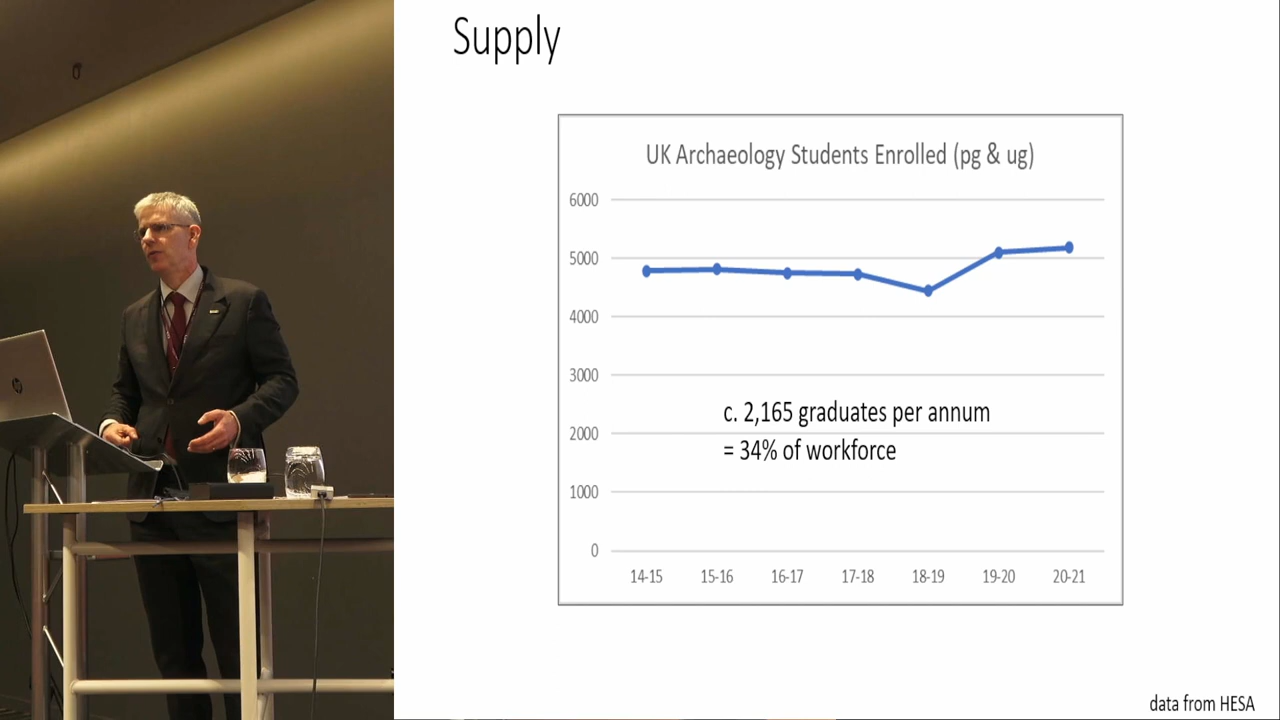 Supply
UK Archaeology Students Enrolled (pg & ug)
6000
5000
4000
3000
2000
1000
0
c. 2,165 graduates per annum
= 34% of workforce
14-15 15-16 16-17 17-18 18-19 19-20 20-21
data from HESA
hp